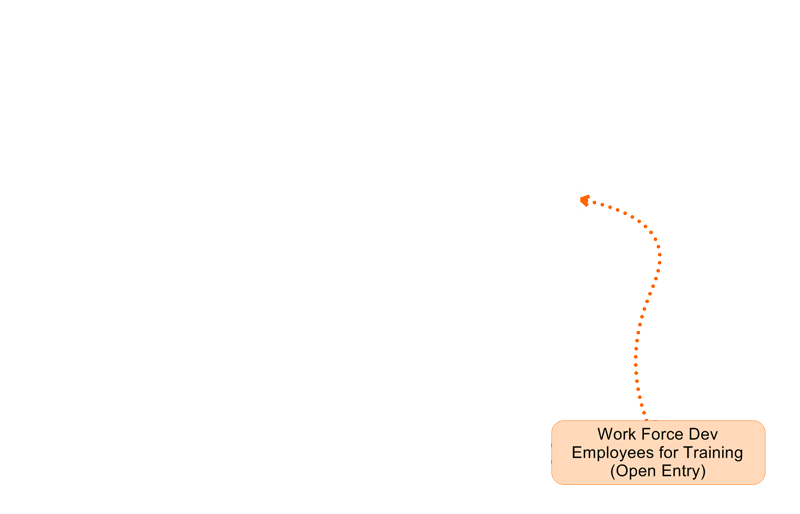 Work Force Dev
Employees for Training
(Open Entry)